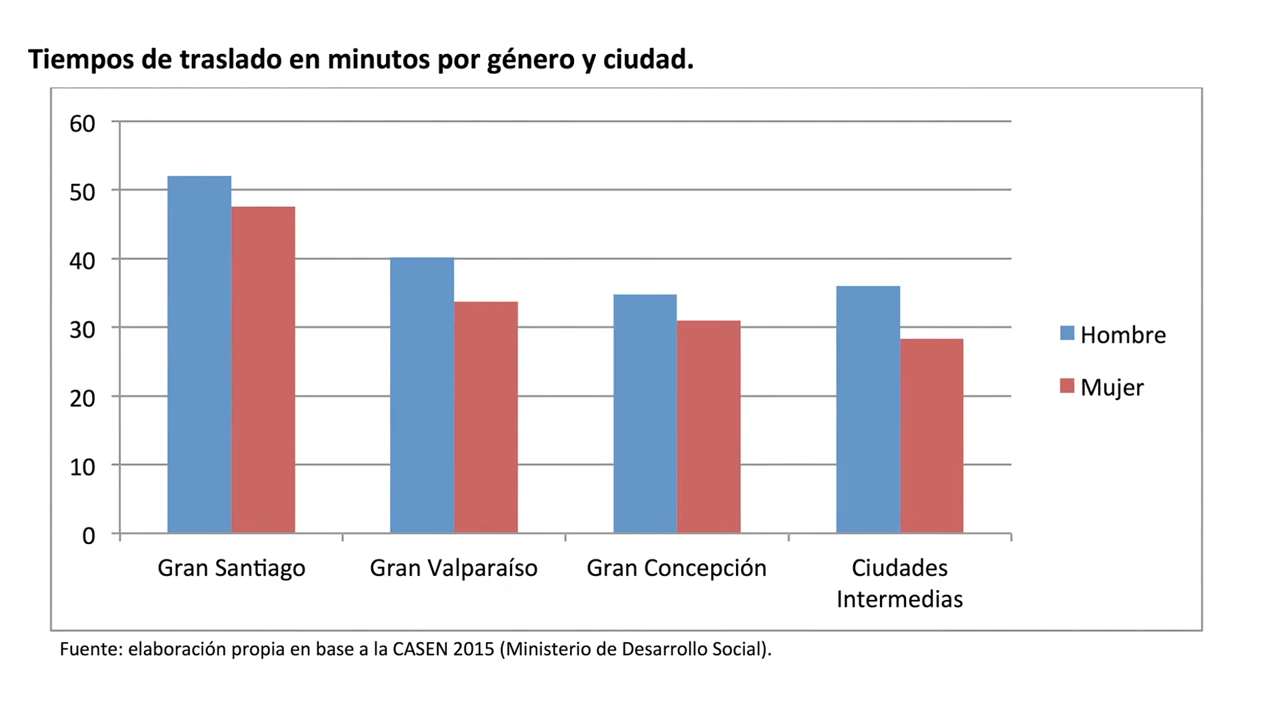 Tiempos de traslado en minutos por género y ciudad.
60
50
40
30
20
10
0
Gran Santiago
Gran Valparaíso
Gran Concepción
Ciudades
Intermedias
Hombre
Mujer
Fuente: elaboración propia en base a la CASEN 2015 (Ministerio de Desarrollo Social).